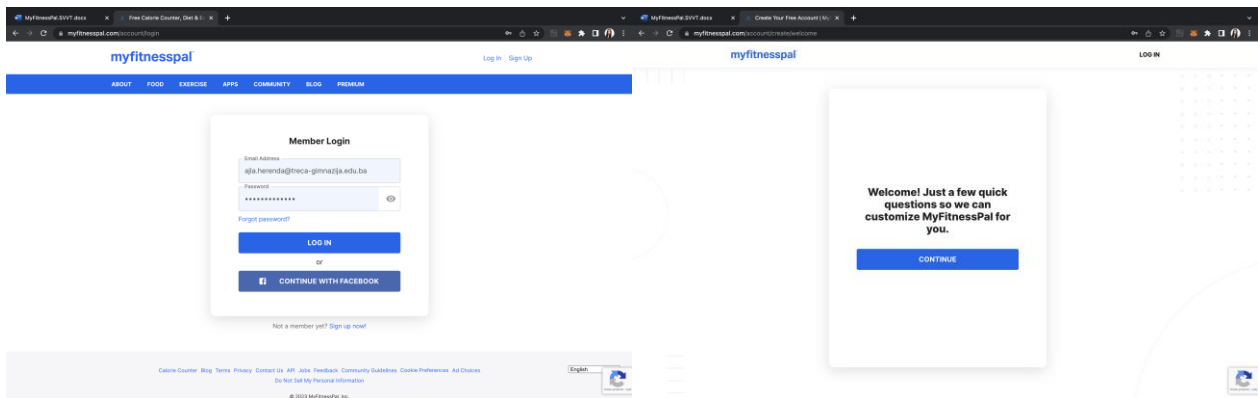 MyFitnessPal.SVVT.docx
Free Calorie Counter, Diet & E
myfitnesspal.com/account/login
myfitnesspal
Log In Sign Up
ABOUT FOOD EXERCISE APPS COMMUNITY BLOG PREMIUM
Member Login
Email Address
ajla.herenda@treca-gimnazija.edu.ba
Password
*************
Forgot password?
LOG IN
or
CONTINUE WITH FACEBOOK
Not a member yet? Sign up now!
Calorie Counter Blog Terms Privacy Contact Us API Jobs Feedback Community Guidelines Cookie Preferences Ad Choices
Do Not Sell My Personal Information
English
© 2023 MyFitnessPal, Inc.
MyFitnessPal.SVVT.docx
Create Your Free Account | My
myfitnesspal.com/account/create/welcome
myfitnesspal
LOG IN
Welcome! Just a few quick
questions so we can
customize MyFitnessPal for
you.
CONTINUE